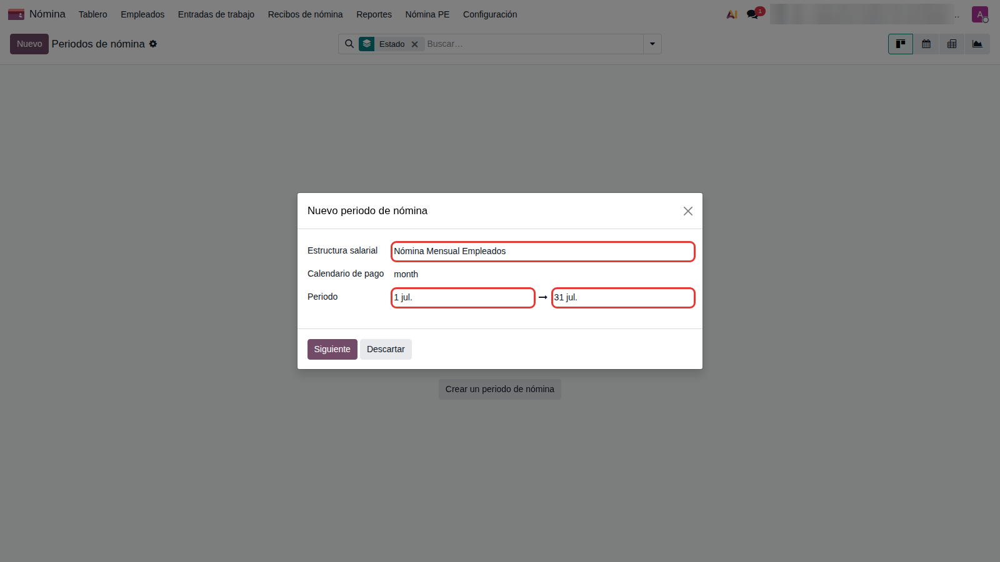 Nómina Tablero Empleados Entradas de trabajo Recibos de nómina Reportes Nómina PE Configuración AI 1 .. A
Nuevo Periodos de nómina Estado Buscar...
Nuevo periodo de nómina
Estructura salarial Nómina Mensual Empleados
Calendario de pago month
Periodo 1 jul. → 31 jul.
Siguiente Descartar
Crear un periodo de nómina